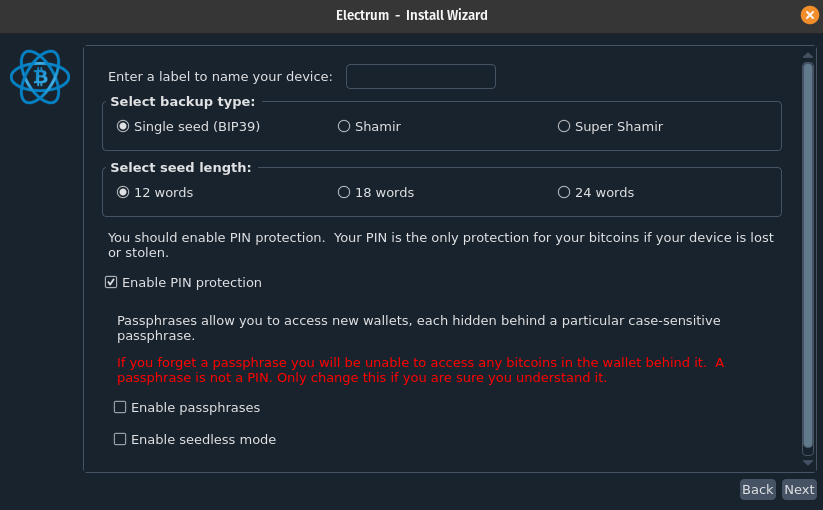 Electrum - Install Wizard
Enter a label to name your device:
Select backup type:
Single seed (BIP39) Shamir Super Shamir
Select seed length:
12 words 18 words 24 words
You should enable PIN protection.  Your PIN is the only protection for your bitcoins if your device is lost
or stolen.
Enable PIN protection
Passphrases allow you to access new wallets, each hidden behind a particular case-sensitive
passphrase.
If you forget a passphrase you will be unable to access any bitcoins in the wallet behind it.  A
passphrase is not a PIN. Only change this if you are sure you understand it.
Enable passphrases
Enable seedless mode
Back Next